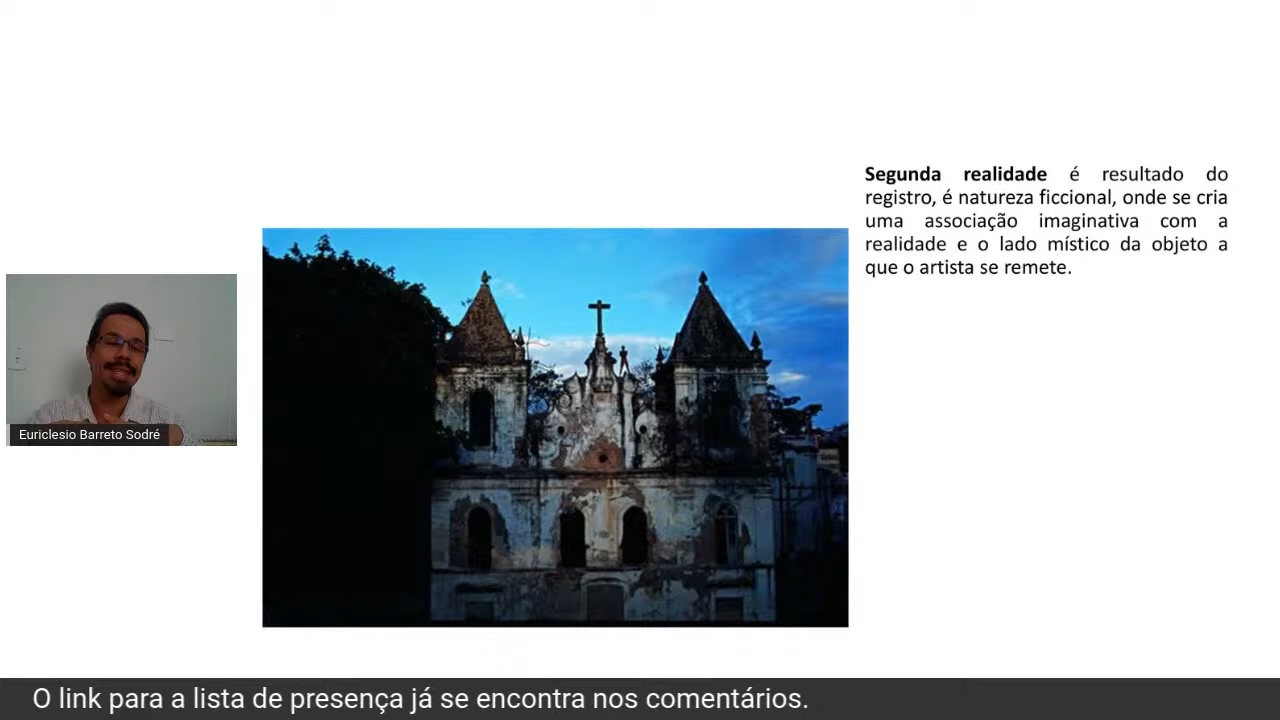 Segunda realidade é resultado do
registro, é natureza ficcional, onde se cria
uma associação imaginativa com a
realidade e o lado místico da objeto a
que o artista se remete.
Euriclesio Barreto Sodré
O link para a lista de presença já se encontra nos comentários.